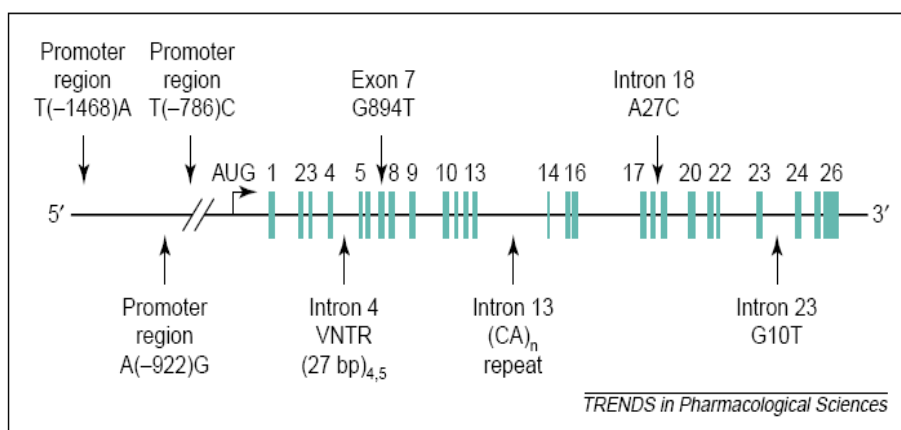 Promoter
region
T(–1468)A
Promoter
region
T(–786)C
Exon 7
G894T
Intron 18
A27C
AUG 1 23 4 5 8 9 10 13 14 16 17 20 22 23 24 26
5′ 3′
Promoter
region
A(–922)G
Intron 4
VNTR
(27 bp)4,5
Intron 13
(CA)n
repeat
Intron 23
G10T
TRENDS in Pharmacological Sciences